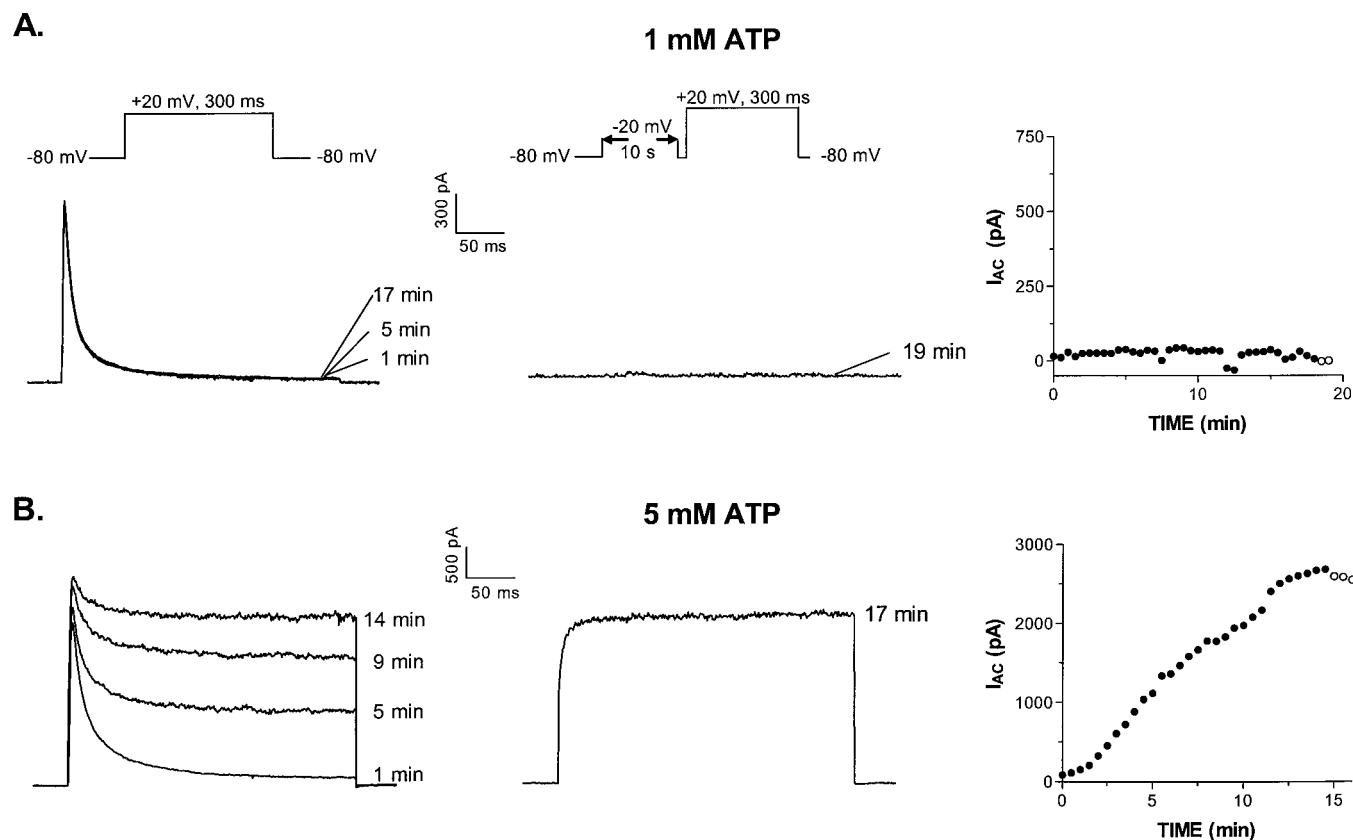 A.
1 mM ATP
+20 mV, 300 ms
-80 mV
-80 mV
+20 mV, 300 ms
-20 mV
10 s
-80 mV
-80 mV
300 pA
50 ms
17 min
5 min
1 min
19 min
750
500
250
0
I_AC (pA)
0
10
20
TIME (min)
B.
5 mM ATP
500 pA
50 ms
14 min
9 min
5 min
1 min
17 min
3000
2000
1000
0
I_AC (pA)
0
5
10
15
TIME (min)